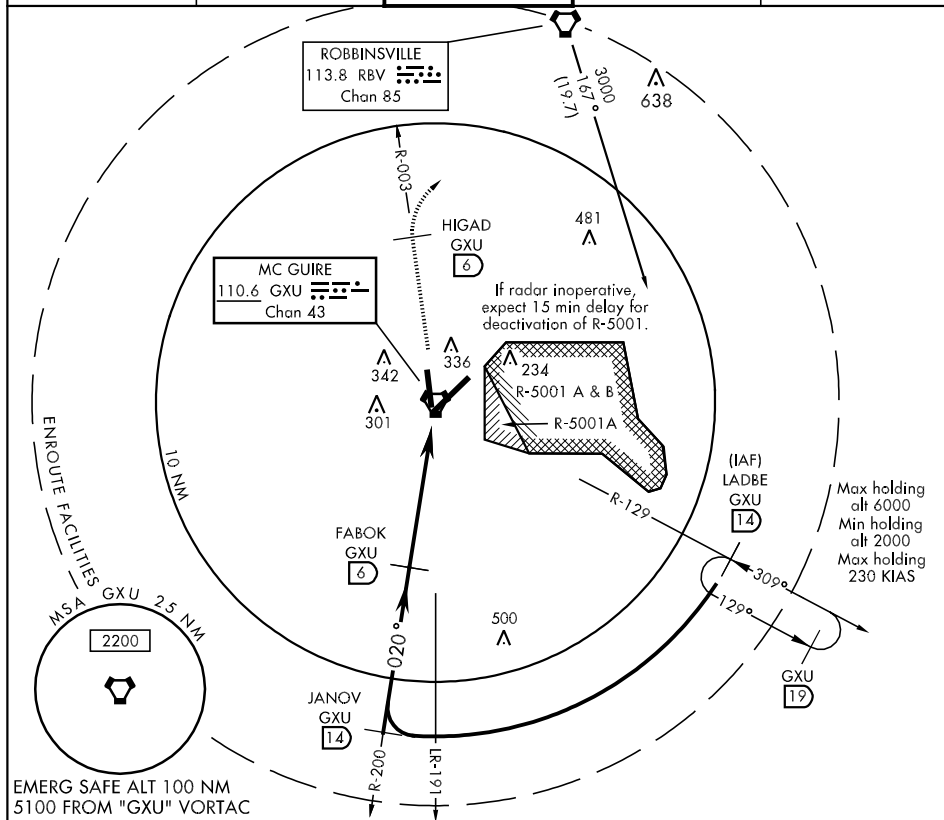 ROBBINSVILLE
113.8 RBV
Chan 85
3000
167°
(19.7)
638
R-003
HIGAD
GXU
6
481
MC GUIRE
110.6 GXU
Chan 43
If radar inoperative,
expect 15 min delay for
deactivation of R-5001.
342
336
234
R-5001 A & B
301
R-5001A
10 NM
ENROUTE FACILITIES
R-129
(IAF)
LADBE
GXU
14
Max holding
alt 6000
Min holding
alt 2000
Max holding
230 KIAS
FABOK
GXU
6
309°
129°
MSA GXU 25 NM
2200
500
020°
GXU
19
JANOV
GXU
14
R-200
LR-191
EMERG SAFE ALT 100 NM
5100 FROM "GXU" VORTAC